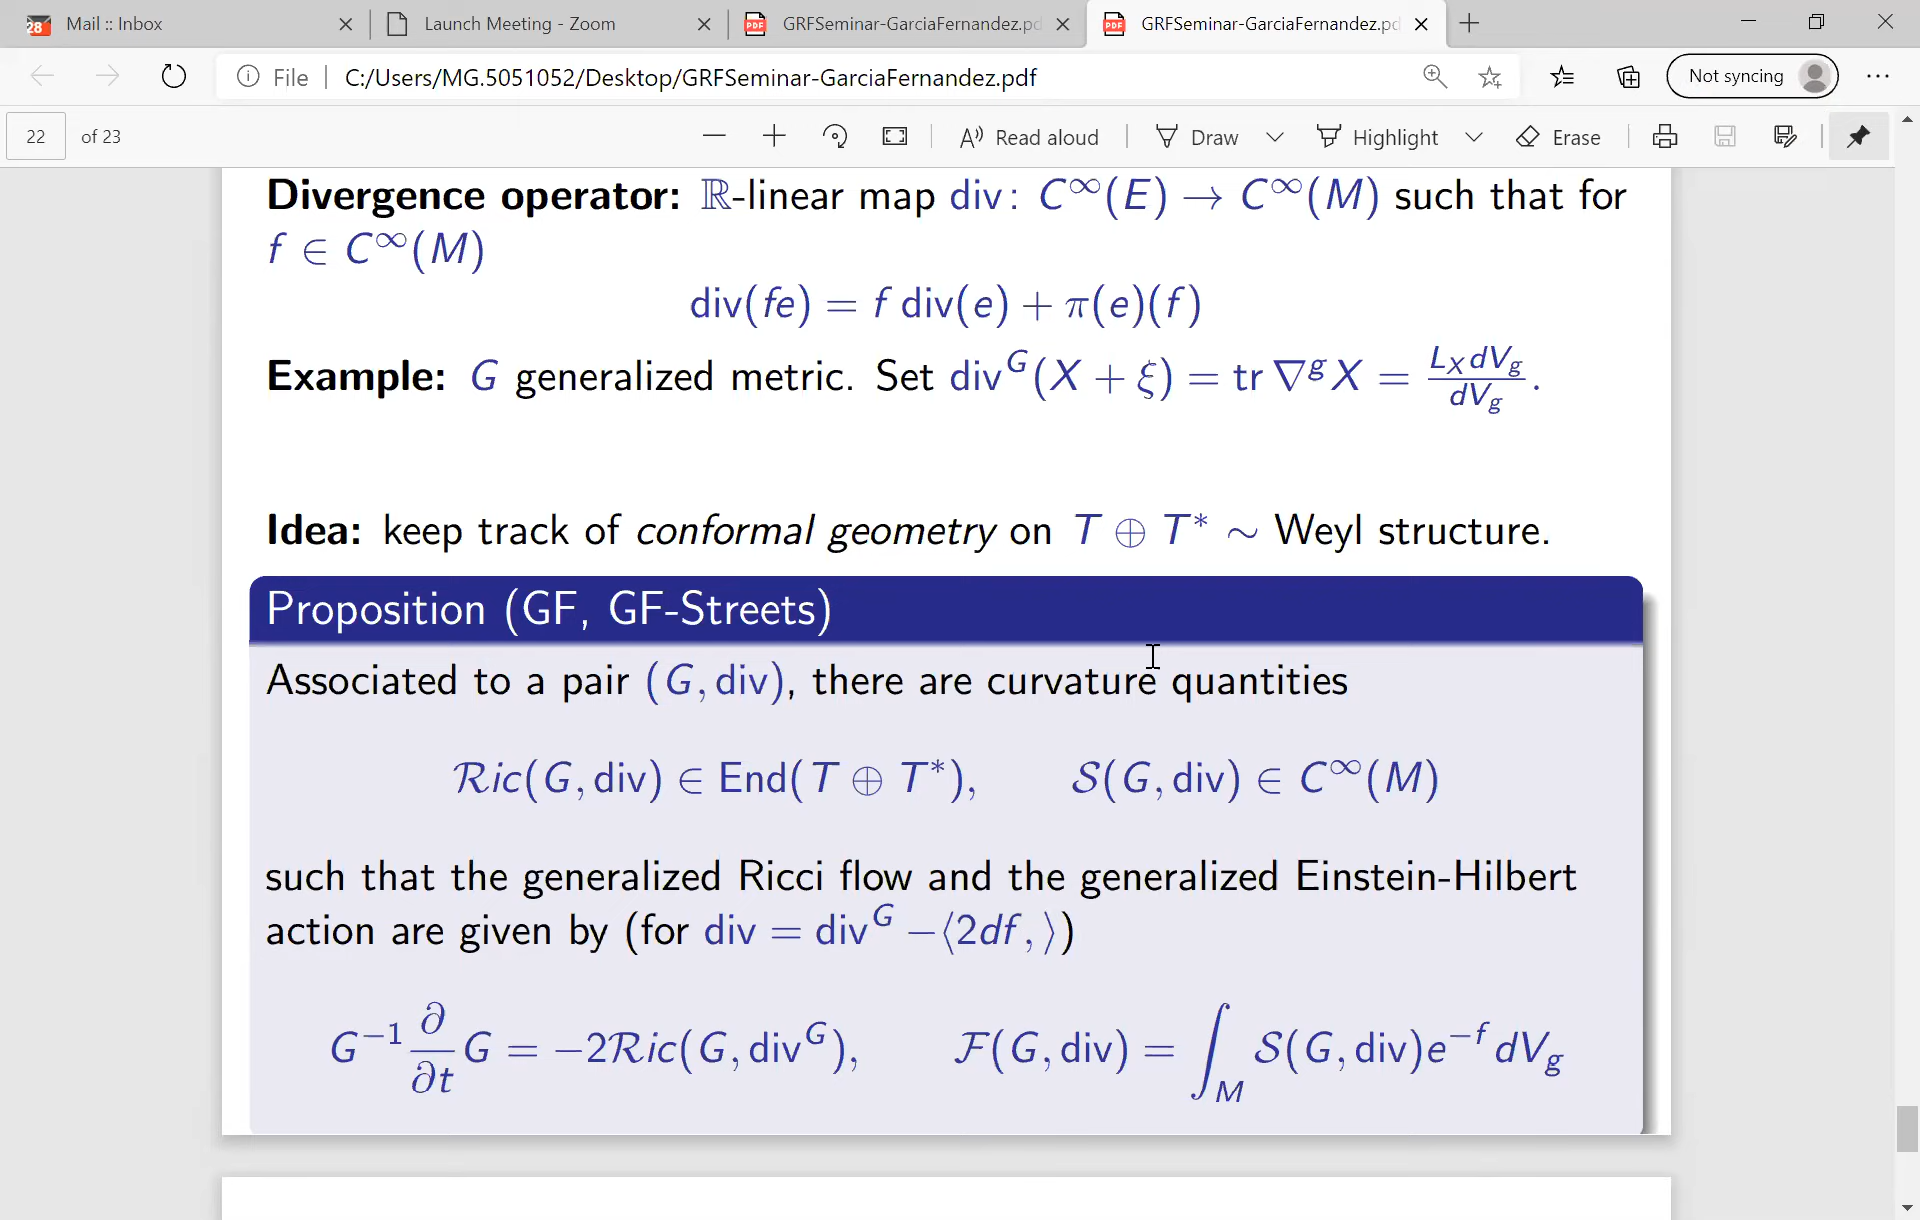 28 Mail :: Inbox
Launch Meeting - Zoom
GRFSeminar-GarciaFernandez.pd
GRFSeminar-GarciaFernandez.pd
File | C:/Users/MG.5051052/Desktop/GRFSeminar-GarciaFernandez.pdf
Not syncing
22 of 23
Read aloud
Draw
Highlight
Erase
Divergence operator: ℝ-linear map div: C^∞(E) → C^∞(M) such that for
f ∈ C^∞(M)
div(fe) = f div(e) + π(e)(f)
Example: G generalized metric. Set div^G(X + ξ) = tr ∇^g X = L_X dV_g / dV_g.
Idea: keep track of conformal geometry on T ⊕ T* ~ Weyl structure.
Proposition (GF, GF-Streets)
Associated to a pair (G, div), there are curvature quantities
Ric(G, div) ∈ End(T ⊕ T*), S(G, div) ∈ C^∞(M)
such that the generalized Ricci flow and the generalized Einstein-Hilbert
action are given by (for div = div^G −⟨2df, ⟩)
G^{−1} ∂/∂t G = −2Ric(G, div^G), F(G, div) = ∫_M S(G, div)e^{−f} dV_g